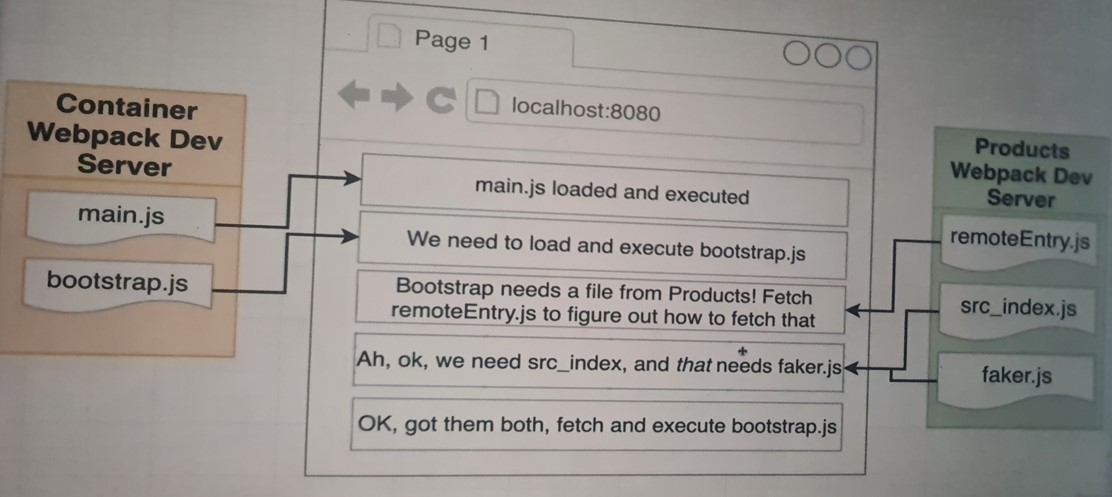 Page 1
localhost:8080
Container
Webpack Dev
Server
main.js
bootstrap.js
main.js loaded and executed
We need to load and execute bootstrap.js
Bootstrap needs a file from Products! Fetch
remoteEntry.js to figure out how to fetch that
Ah, ok, we need src_index, and that needs faker.js
OK, got them both, fetch and execute bootstrap.js
Products
Webpack Dev
Server
remoteEntry.js
src_index.js
faker.js